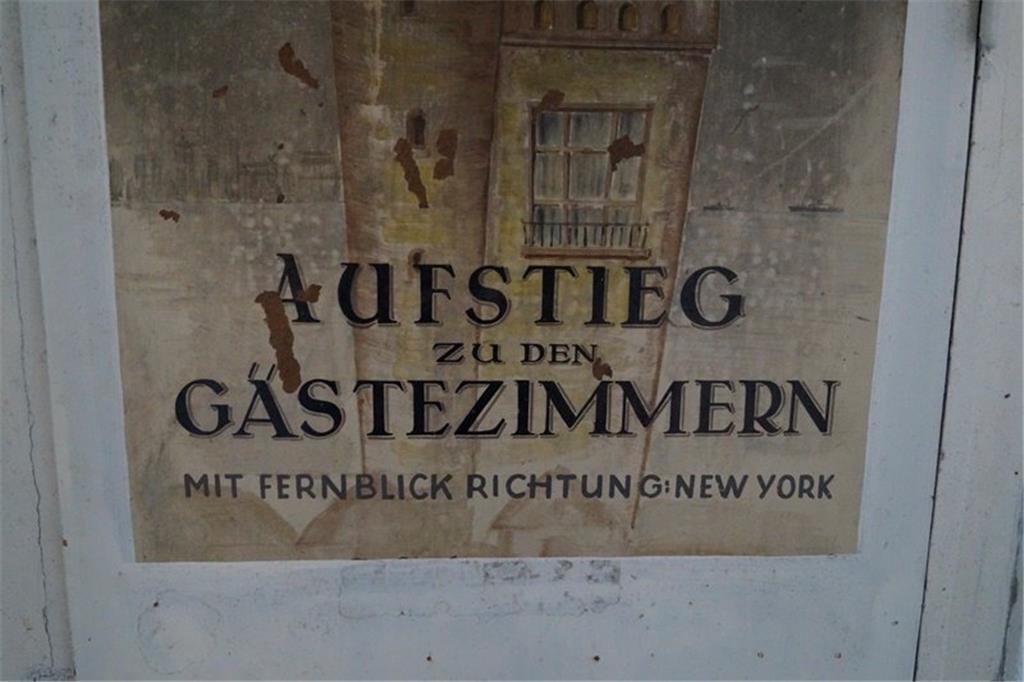 AUFSTIEG
ZU DEN
GÄSTEZIMMERN
MIT FERNBLICK RICHTUNG: NEW YORK